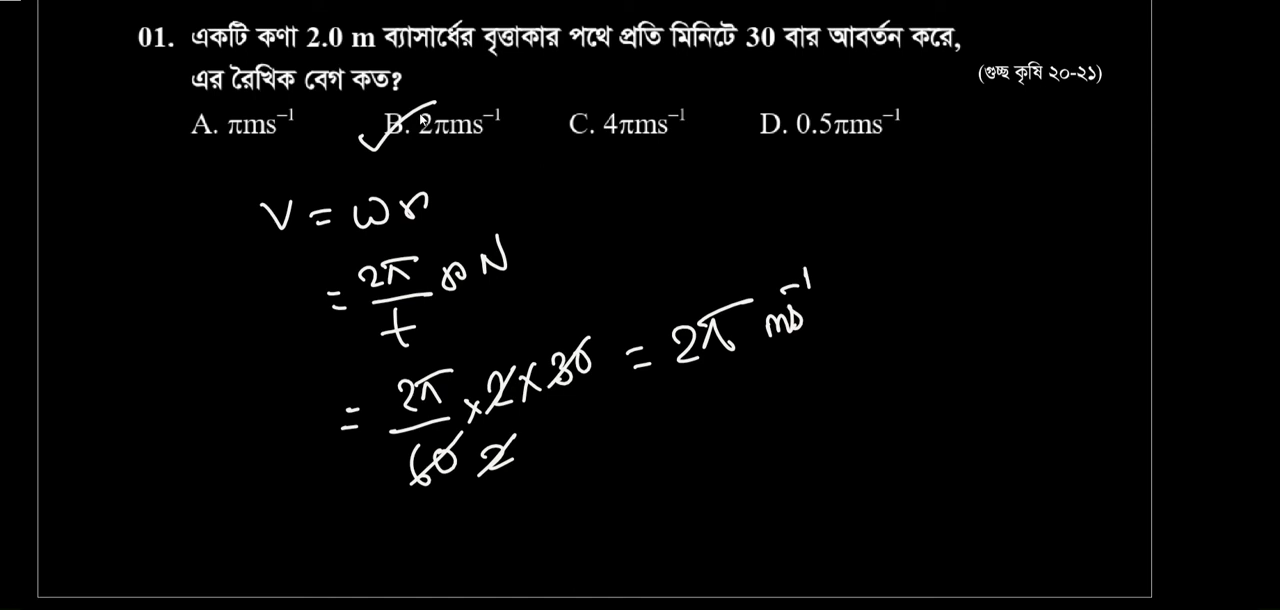 01. একটি কণা 2.0 m ব্যাসার্ধের বৃত্তাকার পথে প্রতি মিনিটে 30 বার আবর্তন করে,
এর রৈখিক বেগ কত?
(গুচ্ছ কৃষি ২০-২১)
A. πms⁻¹ B. 2πms⁻¹ C. 4πms⁻¹ D. 0.5πms⁻¹
v = ωr
= 2π/t r N
= 2π/60 × 2 × 30 = 2π ms⁻¹
2